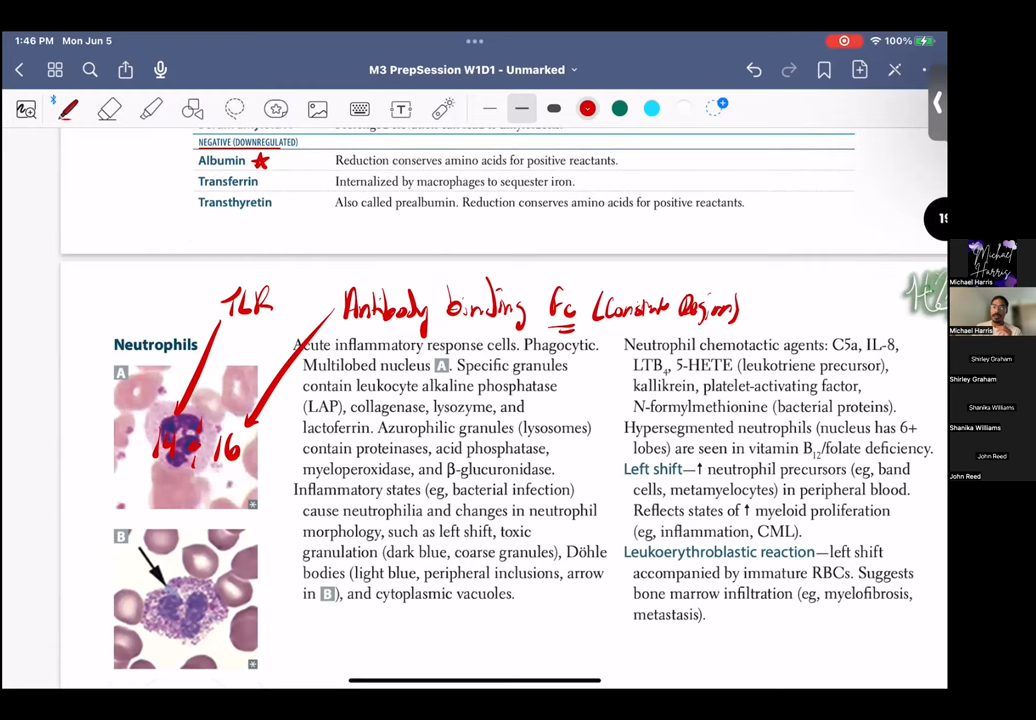 1:46 PM Mon Jun 5
100%
M3 PrepSession W1D1 - Unmarked
NEGATIVE (DOWNREGULATED)
Albumin Reduction conserves amino acids for positive reactants.
Transferrin Internalized by macrophages to sequester iron.
Transthyretin Also called prealbumin. Reduction conserves amino acids for positive reactants.
19
TLR Antibody binding Fc
Neutrophils
A
14 16
B
Acute inflammatory response cells. Phagocytic.
Multilobed nucleus A. Specific granules
contain leukocyte alkaline phosphatase
(LAP), collagenase, lysozyme, and
lactoferrin. Azurophilic granules (lysosomes)
contain proteinases, acid phosphatase,
myeloperoxidase, and β-glucuronidase.
Inflammatory states (eg, bacterial infection)
cause neutrophilia and changes in neutrophil
morphology, such as left shift, toxic
granulation (dark blue, coarse granules), Döhle
bodies (light blue, peripheral inclusions, arrow
in B), and cytoplasmic vacuoles.
Neutrophil chemotactic agents: C5a, IL-8,
LTB4, 5-HETE (leukotriene precursor),
kallikrein, platelet-activating factor,
N-formylmethionine (bacterial proteins).
Hypersegmented neutrophils (nucleus has 6+
lobes) are seen in vitamin B12/folate deficiency.
Left shift—↑ neutrophil precursors (eg, band
cells, metamyelocytes) in peripheral blood.
Reflects states of ↑ myeloid proliferation
(eg, inflammation, CML).
Leukoerythroblastic reaction—left shift
accompanied by immature RBCs. Suggests
bone marrow infiltration (eg, myelofibrosis,
metastasis).
Michael
Harris
Michael Harris
Michael Harris
Shirley Graham
Shirley Graham
Shanika Williams
Shanika Williams
John Reed
John Reed